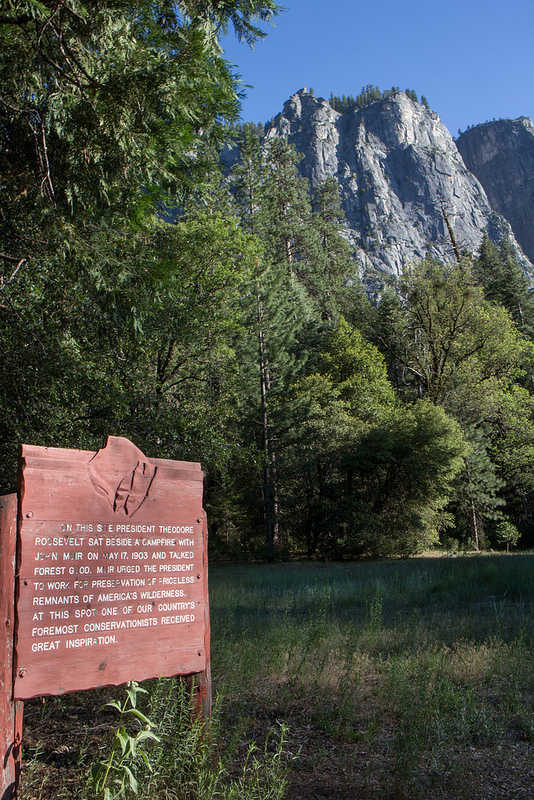 ON THIS S E PRESIDENT THEODORE
ROOSEVELT SAT BESIDE A CAMPFIRE WITH
JOHN MUIR ON MAY 17, 1903 AND TALKED
FOREST G OD. MUIR URGED THE PRESIDENT
TO WORK FOR PRESERVATION OF PRICELESS
REMNANTS OF AMERICA'S WILDERNESS.
AT THIS SPOT ONE OF OUR COUNTRY'S
FOREMOST CONSERVATIONISTS RECEIVED
GREAT INSPIRATION.